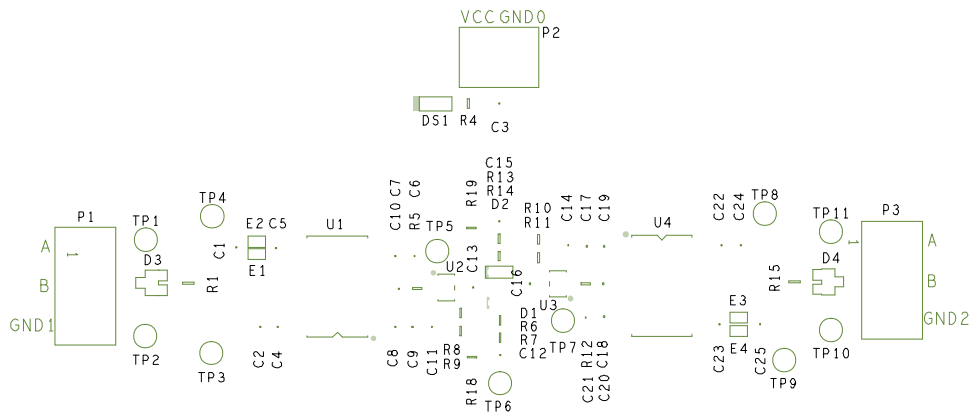 VCC GND0
P2
DS1 R4
C3
C15
R13
R14
D2
R19
C7
C6
C10
R5
TP5
TP4
TP1
P1
E2 C5
C1
E1
U1
R10
R11
C14
C17
C19
U4
C22
C24
TP8
TP11
P3
A
B
GND1
1
D3
R1
U2
C13
C16
U3
D1
R6
R7
C12
TP7
R15
D4
1
A
B
GND2
E3
E4
TP2
TP3
C2
C4
C8
C9
C11
R8
R9
R18
TP6
R12
C18
C21
C20
C23
C25
TP9
TP10